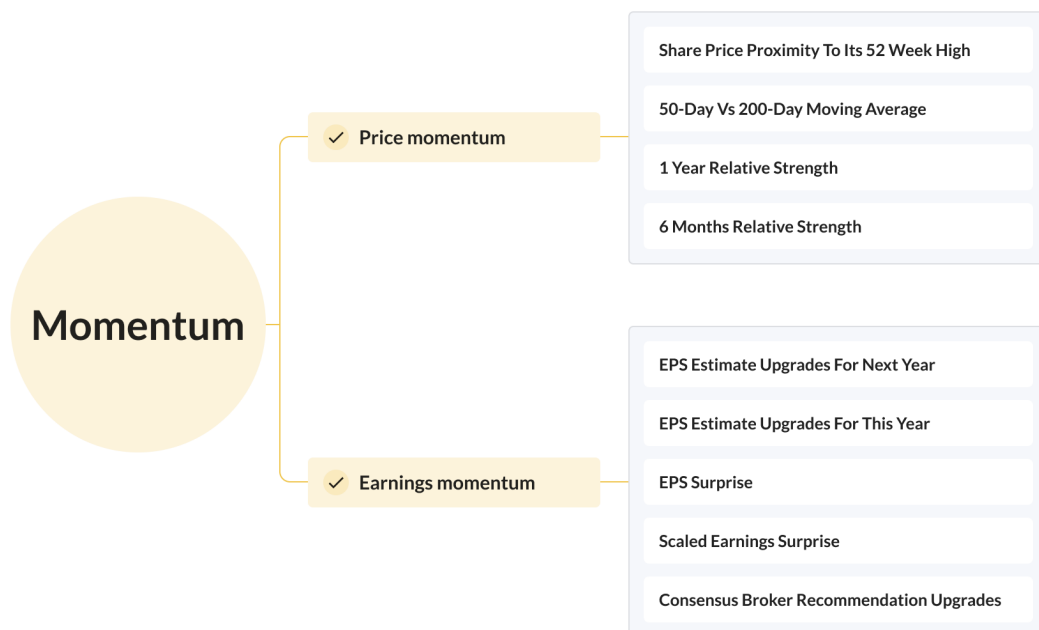 Momentum
Price momentum
Share Price Proximity To Its 52 Week High
50-Day Vs 200-Day Moving Average
1 Year Relative Strength
6 Months Relative Strength
Earnings momentum
EPS Estimate Upgrades For Next Year
EPS Estimate Upgrades For This Year
EPS Surprise
Scaled Earnings Surprise
Consensus Broker Recommendation Upgrades